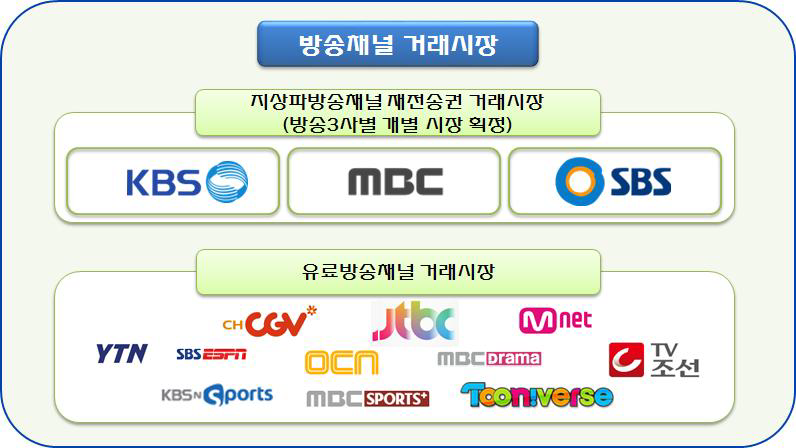 방송채널 거래시장
지상파방송채널 재전송권 거래시장
(방송3사별 개별 시장 획정)
KBS
MBC
SBS
유료방송채널 거래시장
CH CGV
jtbc
Mnet
YTN
SBS ESPN
OCN
MBC Drama
TV
조선
KBS N Sports
MBC SPORTS+
Tooniverse